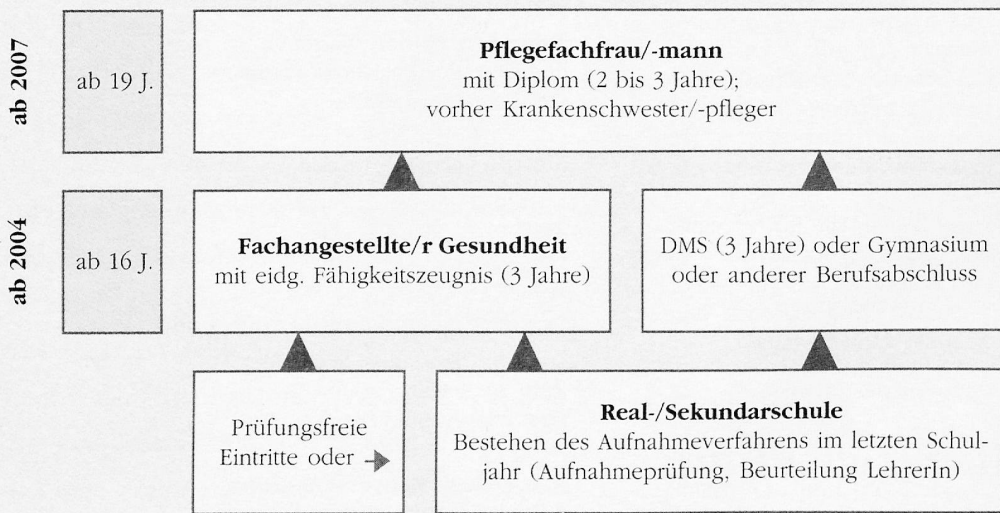 ab 2007
ab 19 J.
Pflegefachfrau/-mann
mit Diplom (2 bis 3 Jahre);
vorher Krankenschwester/-pfleger
ab 2004
ab 16 J.
Fachangestellte/r Gesundheit
mit eidg. Fähigkeitszeugnis (3 Jahre)
DMS (3 Jahre) oder Gymnasium
oder anderer Berufsabschluss
Prüfungsfreie
Eintritte oder
Real-/Sekundarschule
Bestehen des Aufnahmeverfahrens im letzten Schul-
jahr (Aufnahmeprüfung, Beurteilung LehrerIn)